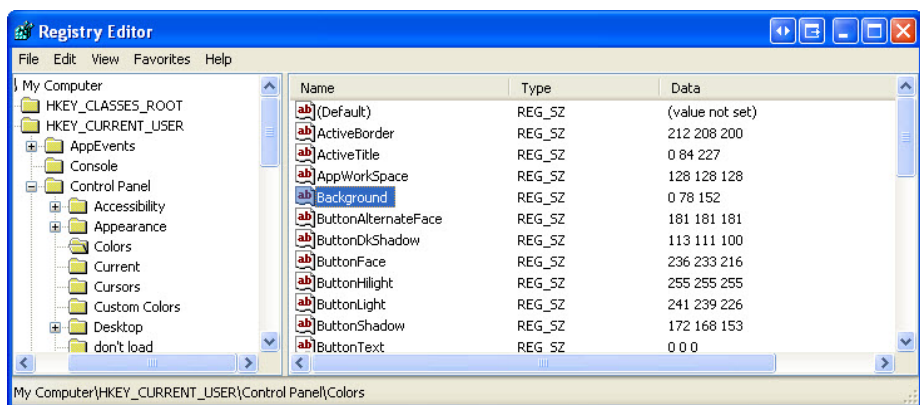 Registry Editor
File Edit View Favorites Help
My Computer
HKEY_CLASSES_ROOT
HKEY_CURRENT_USER
AppEvents
Console
Control Panel
Accessibility
Appearance
Colors
Current
Cursors
Custom Colors
Desktop
don't load
Name Type Data
(Default) REG_SZ (value not set)
ActiveBorder REG_SZ 212 208 200
ActiveTitle REG_SZ 0 84 227
AppWorkSpace REG_SZ 128 128 128
Background REG_SZ 0 78 152
ButtonAlternateFace REG_SZ 181 181 181
ButtonDkShadow REG_SZ 113 111 100
ButtonFace REG_SZ 236 233 216
ButtonHilight REG_SZ 255 255 255
ButtonLight REG_SZ 241 239 226
ButtonShadow REG_SZ 172 168 153
ButtonText REG_SZ 0 0 0
My Computer\HKEY_CURRENT_USER\Control Panel\Colors